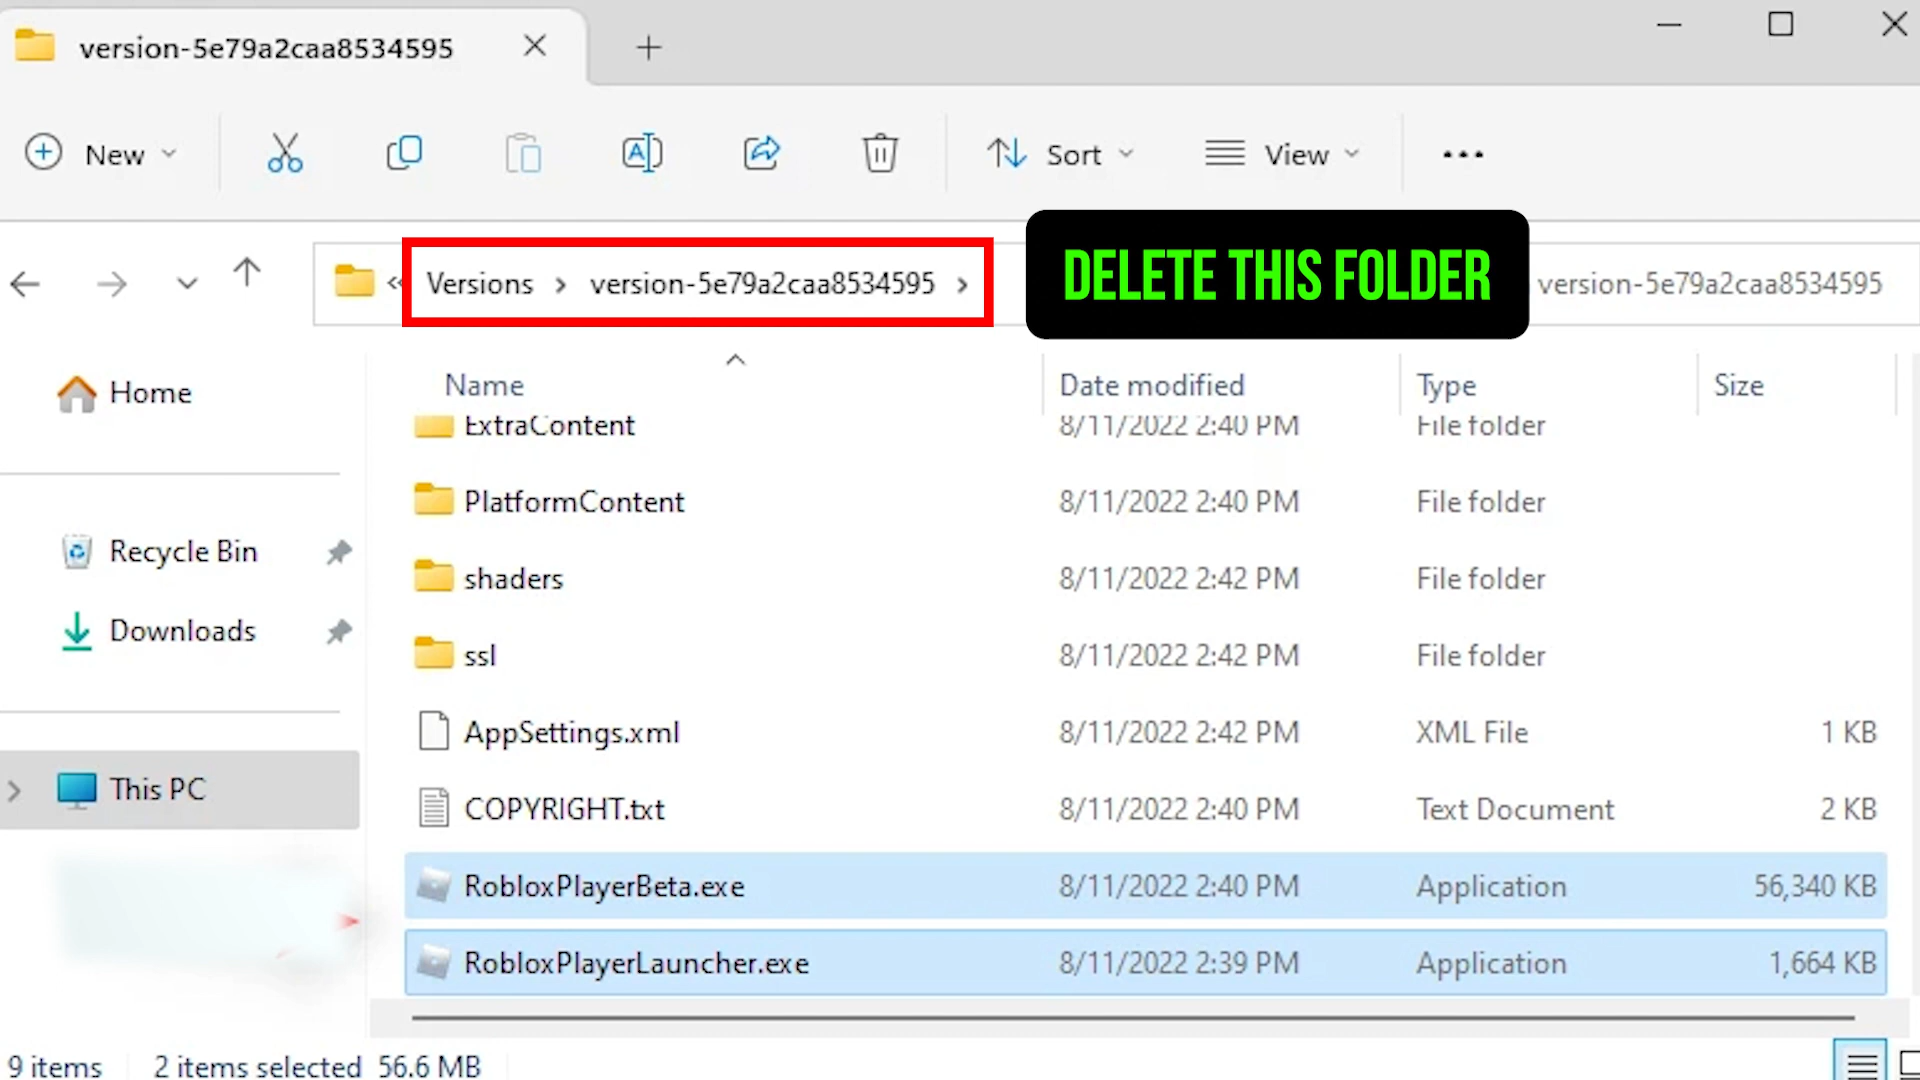 version-5e79a2caa8534595
New
Sort
View
Versions > version-5e79a2caa8534595 >
DELETE THIS FOLDER
version-5e79a2caa8534595
Home
Recycle Bin
Downloads
This PC
Name Date modified Type Size
ExtraContent 8/11/2022 2:40 PM File folder
PlatformContent 8/11/2022 2:40 PM File folder
shaders 8/11/2022 2:42 PM File folder
ssl 8/11/2022 2:42 PM File folder
AppSettings.xml 8/11/2022 2:42 PM XML File 1 KB
COPYRIGHT.txt 8/11/2022 2:40 PM Text Document 2 KB
RobloxPlayerBeta.exe 8/11/2022 2:40 PM Application 56,340 KB
RobloxPlayerLauncher.exe 8/11/2022 2:39 PM Application 1,664 KB
9 items 2 items selected 56.6 MB